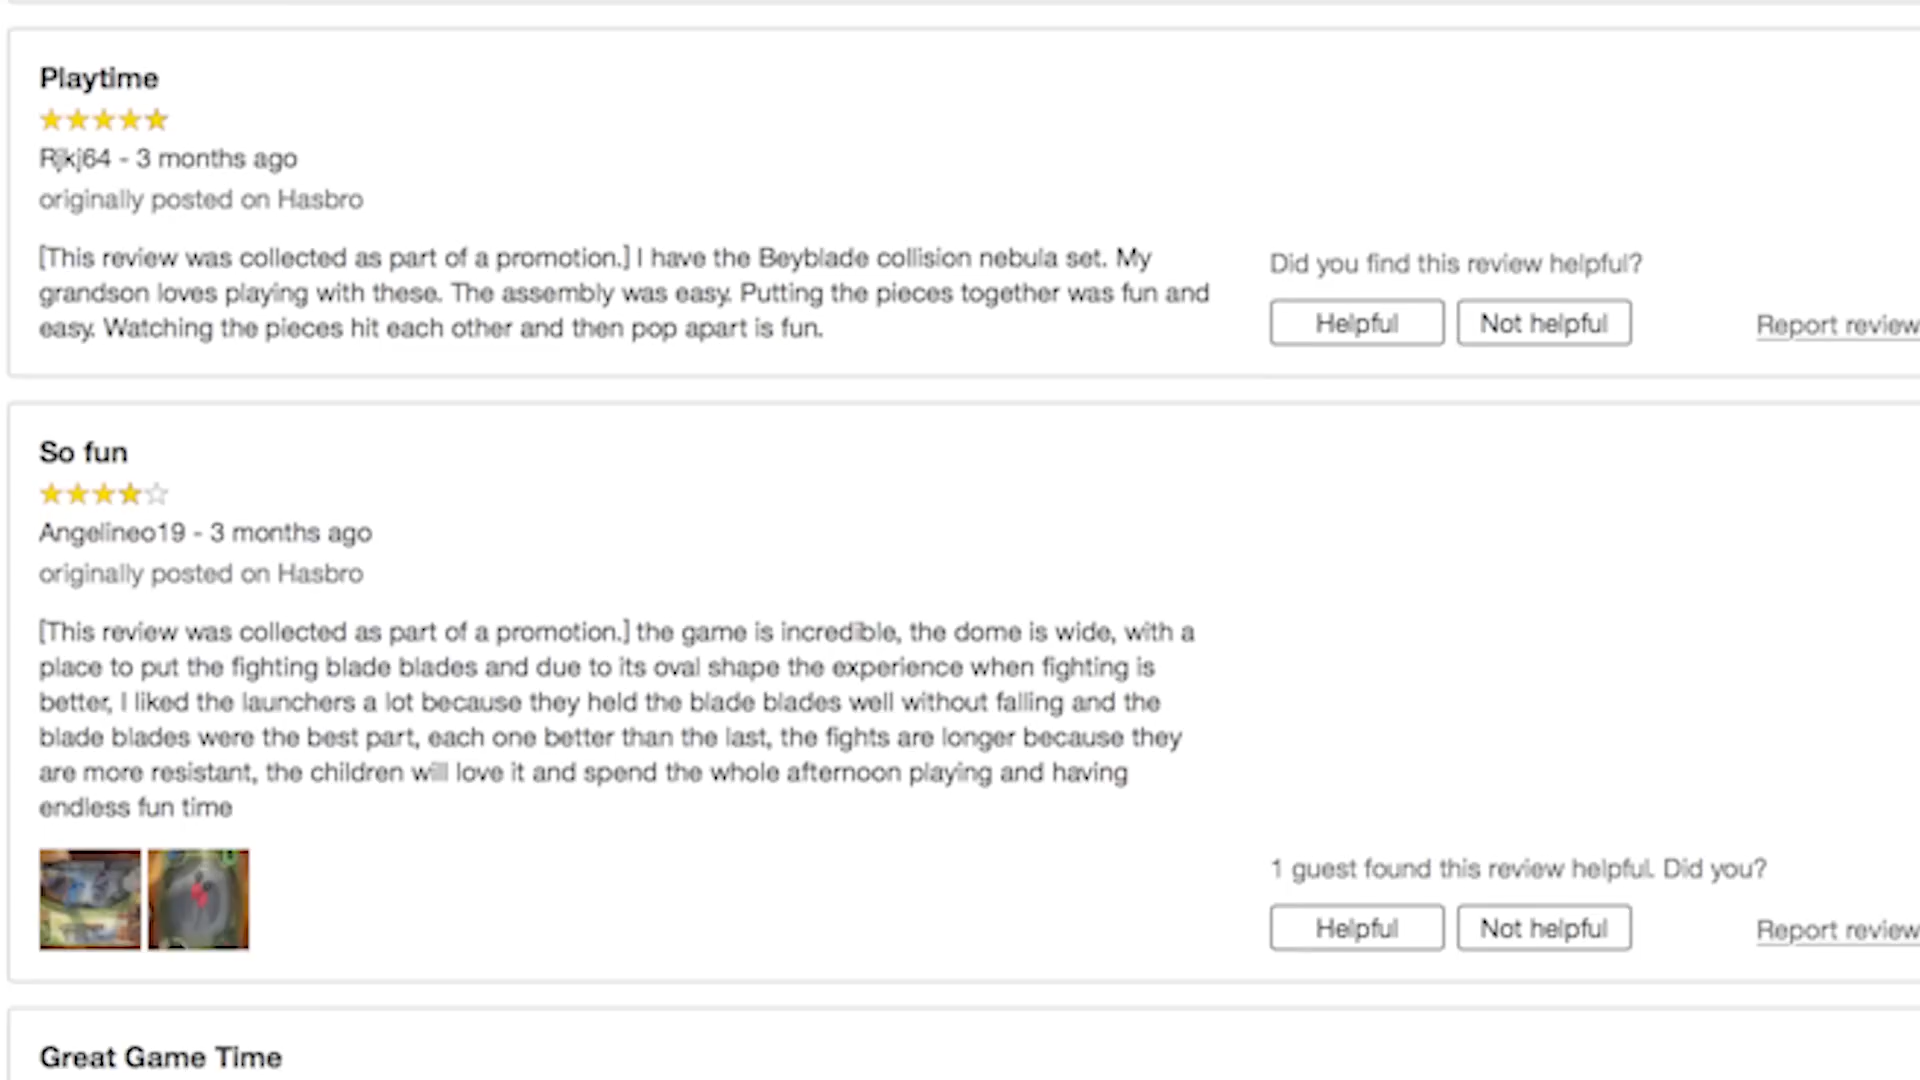 Playtime
Rjkj64 - 3 months ago
originally posted on Hasbro
[This review was collected as part of a promotion.] I have the Beyblade collision nebula set. My
grandson loves playing with these. The assembly was easy. Putting the pieces together was fun and
easy. Watching the pieces hit each other and then pop apart is fun.
Did you find this review helpful?
Helpful Not helpful Report review
So fun
Angelineo19 - 3 months ago
originally posted on Hasbro
[This review was collected as part of a promotion.] the game is incredible, the dome is wide, with a
place to put the fighting blade blades and due to its oval shape the experience when fighting is
better, I liked the launchers a lot because they held the blade blades well without falling and the
blade blades were the best part, each one better than the last, the fights are longer because they
are more resistant, the children will love it and spend the whole afternoon playing and having
endless fun time
1 guest found this review helpful. Did you?
Helpful Not helpful Report review
Great Game Time